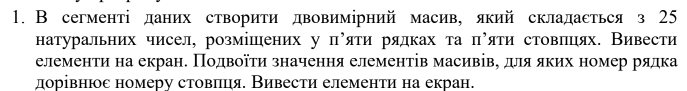 1. В сегменті даних створити двовимірний масив, який складається з 25
натуральних чисел, розміщених у п’яти рядках та п’яти стовпцях. Вивести
елементи на екран. Подвоїти значення елементів масивів, для яких номер рядка
дорівнює номеру стовпця. Вивести елементи на екран.